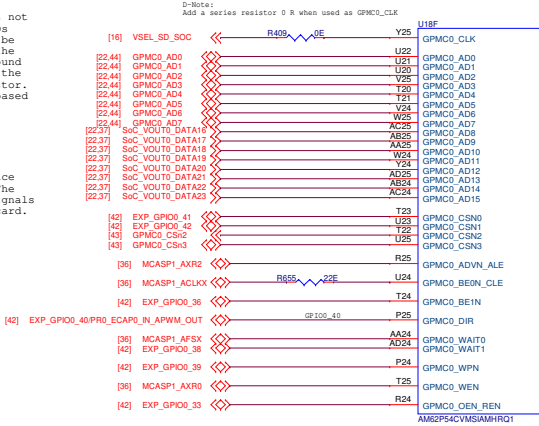 D-Note:
Add a series resistor 0 R when used as GPMC0_CLK
not
be
he
und
the
tor.
ased
ice
The
gnals
card.
U18F
[16] VSEL_SD_SOC R409 0E Y25 GPMC0_CLK
[22,44] GPMC0_AD0 U22 GPMC0_AD0
[22,44] GPMC0_AD1 U21 GPMC0_AD1
[22,44] GPMC0_AD2 U20 GPMC0_AD2
[22,44] GPMC0_AD3 V25 GPMC0_AD3
[22,44] GPMC0_AD4 T20 GPMC0_AD4
[22,44] GPMC0_AD5 T21 GPMC0_AD5
[22,44] GPMC0_AD6 V24 GPMC0_AD6
[22,44] GPMC0_AD7 W25 GPMC0_AD7
[22,37] SoC_VOUT0_DATA16 AC25 GPMC0_AD8
[22,37] SoC_VOUT0_DATA17 AB25 GPMC0_AD9
[22,37] SoC_VOUT0_DATA18 AA25 GPMC0_AD10
[22,37] SoC_VOUT0_DATA19 W24 GPMC0_AD11
[22,37] SoC_VOUT0_DATA20 Y24 GPMC0_AD12
[22,37] SoC_VOUT0_DATA21 AD25 GPMC0_AD13
[22,37] SoC_VOUT0_DATA22 AB24 GPMC0_AD14
[22,37] SoC_VOUT0_DATA23 AC24 GPMC0_AD15
[42] EXP_GPIO0_41 T23 GPMC0_CSN0
[42] EXP_GPIO0_42 U23 GPMC0_CSN1
[43] GPMC0_CSn2 T22 GPMC0_CSN2
[43] GPMC0_CSn3 U25 GPMC0_CSN3
[36] MCASP1_AXR2 R25 GPMC0_ADVN_ALE
[36] MCASP1_ACLKX R655 22E U24 GPMC0_BE0N_CLE
[42] EXP_GPIO0_36 T24 GPMC0_BE1N
[42] EXP_GPIO0_40/PR0_ECAP0_IN_APWM_OUT GPIO0_40 P25 GPMC0_DIR
[36] MCASP1_AFSX AA24 GPMC0_WAIT0
[42] EXP_GPIO0_38 AD24 GPMC0_WAIT1
[42] EXP_GPIO0_39 P24 GPMC0_WPN
[36] MCASP1_AXR0 T25 GPMC0_WEN
[42] EXP_GPIO0_33 R24 GPMC0_OEN_REN
AM62P54CVMSIAMHRQ1